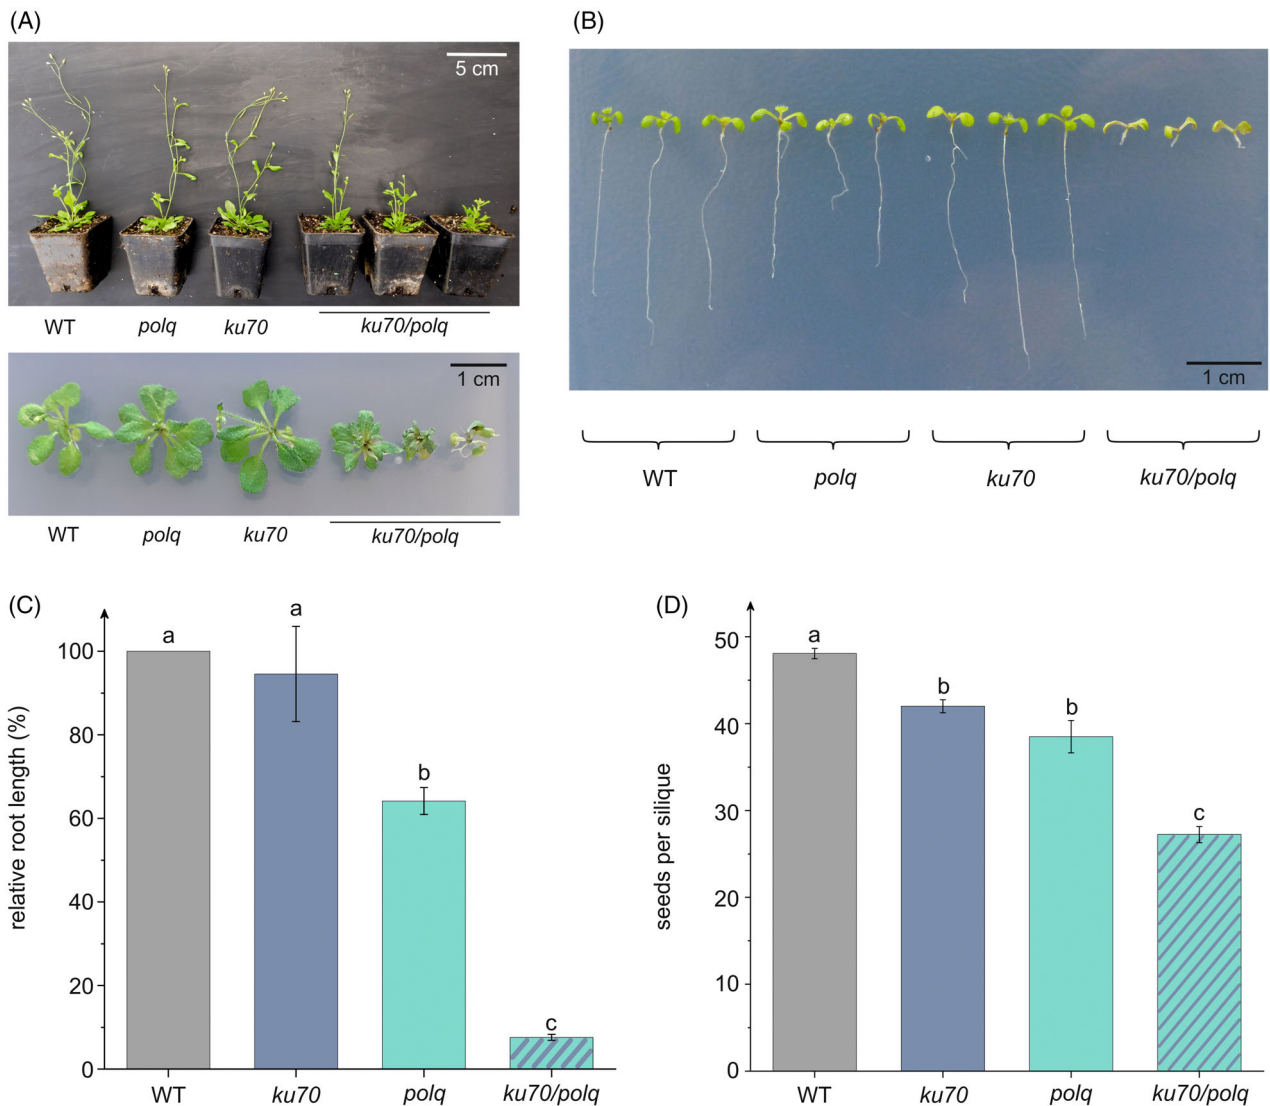 (A)
5 cm
WT
polq
ku70
ku70/polq
1 cm
WT
polq
ku70
ku70/polq
(B)
1 cm
WT
polq
ku70
ku70/polq
(C)
relative root length (%)
100
80
60
40
20
0
a
a
b
c
WT
ku70
polq
ku70/polq
(D)
seeds per silique
50
40
30
20
10
0
a
b
b
c
WT
ku70
polq
ku70/polq